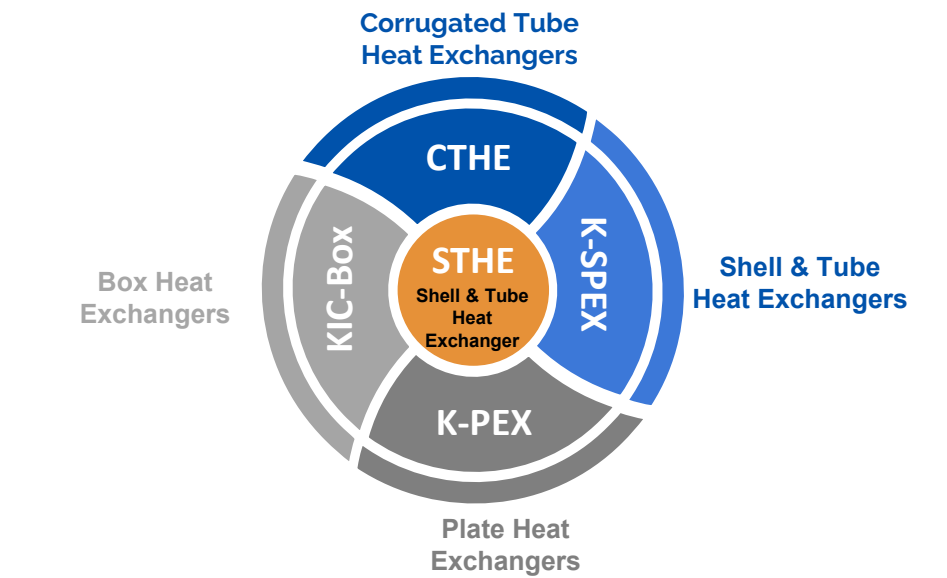 Corrugated Tube
Heat Exchangers
CTHE
K-SPEX
Shell & Tube
Heat Exchangers
STHE
Shell & Tube
Heat
Exchanger
KIC-Box
Box Heat
Exchangers
K-PEX
Plate Heat
Exchangers